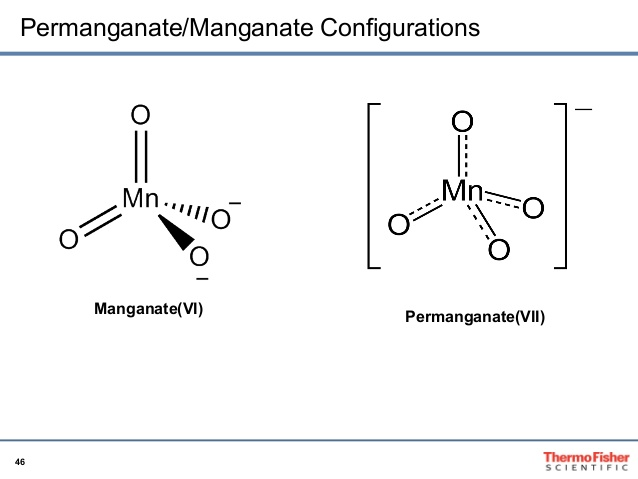 Permanganate/Manganate Configurations
O
Mn
O
O
–
O
–
Manganate(VI)
O
Mn
O
O
O
–
Permanganate(VII)
46
ThermoFisher
SCIENTIFIC